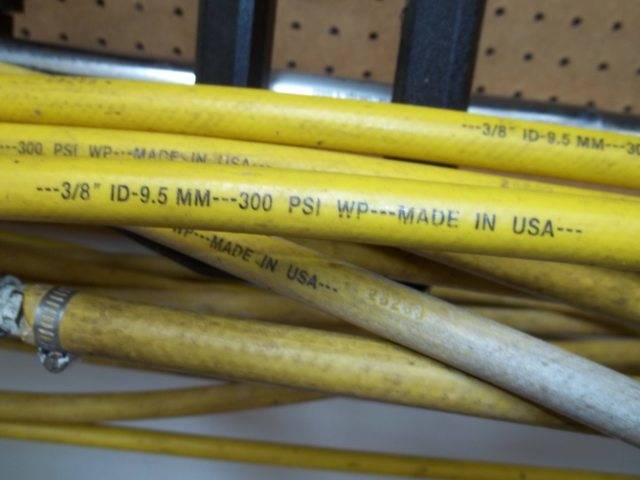 ---3/8" ID-9.5 MM---30
---300 PSI WP---MADE IN USA---
---3/8" ID-9.5 MM---300 PSI WP---MADE IN USA---
WP---MADE IN USA---